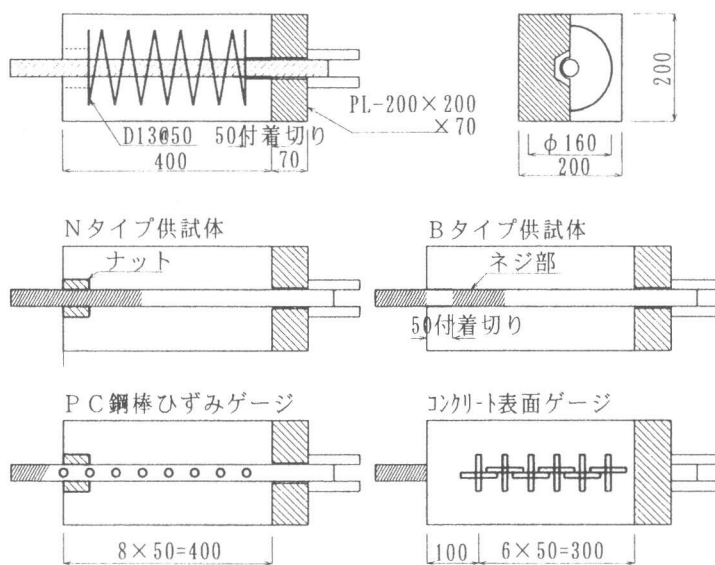 PL-200×200
×70
D13@50 50付着切り
400
70
200
φ160
200
Nタイプ供試体
ナット
Bタイプ供試体
ネジ部
50付着切り
PC鋼棒ひずみゲージ
コンクリート表面ゲージ
8×50=400
100
6×50=300